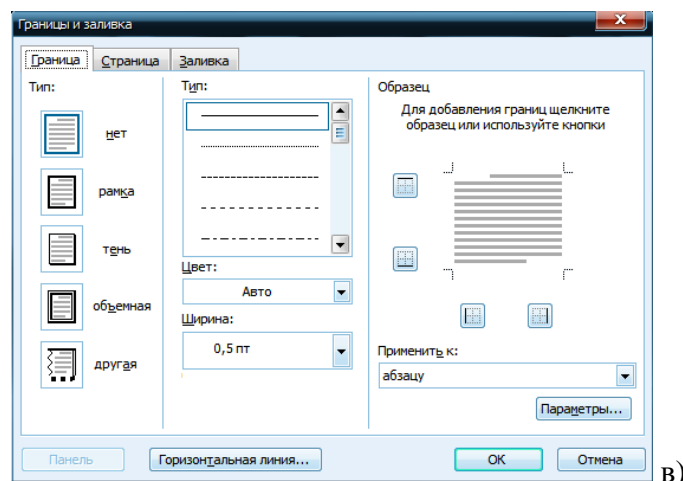 Границы и заливка
Граница Страница Заливка
Тип:
нет
рамка
тень
объемная
другая
Тип:
Цвет:
Авто
Ширина:
0,5 пт
Образец
Для добавления границ щелкните
образец или используйте кнопки
Применить к:
абзацу
Параметры...
Панель Горизонтальная линия... ОК Отмена
в)